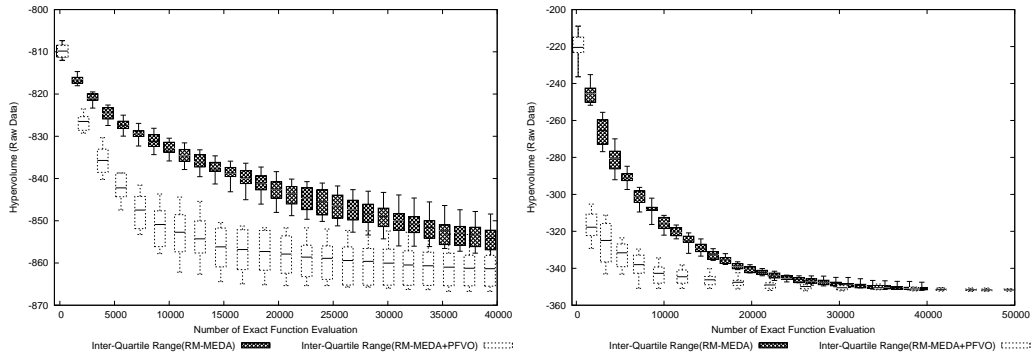 -800
-810
-820
-830
-840
-850
-860
-870
Hypervolume (Raw Data)
0 5000 10000 15000 20000 25000 30000 35000 40000
Number of Exact Function Evaluation
Inter-Quartile Range(RM-MEDA) Inter-Quartile Range(RM-MEDA+PFVO)
-200
-220
-240
-260
-280
-300
-320
-340
-360
Hypervolume (Raw Data)
0 10000 20000 30000 40000 50000
Number of Exact Function Evaluation
Inter-Quartile Range(RM-MEDA) Inter-Quartile Range(RM-MEDA+PFVO)